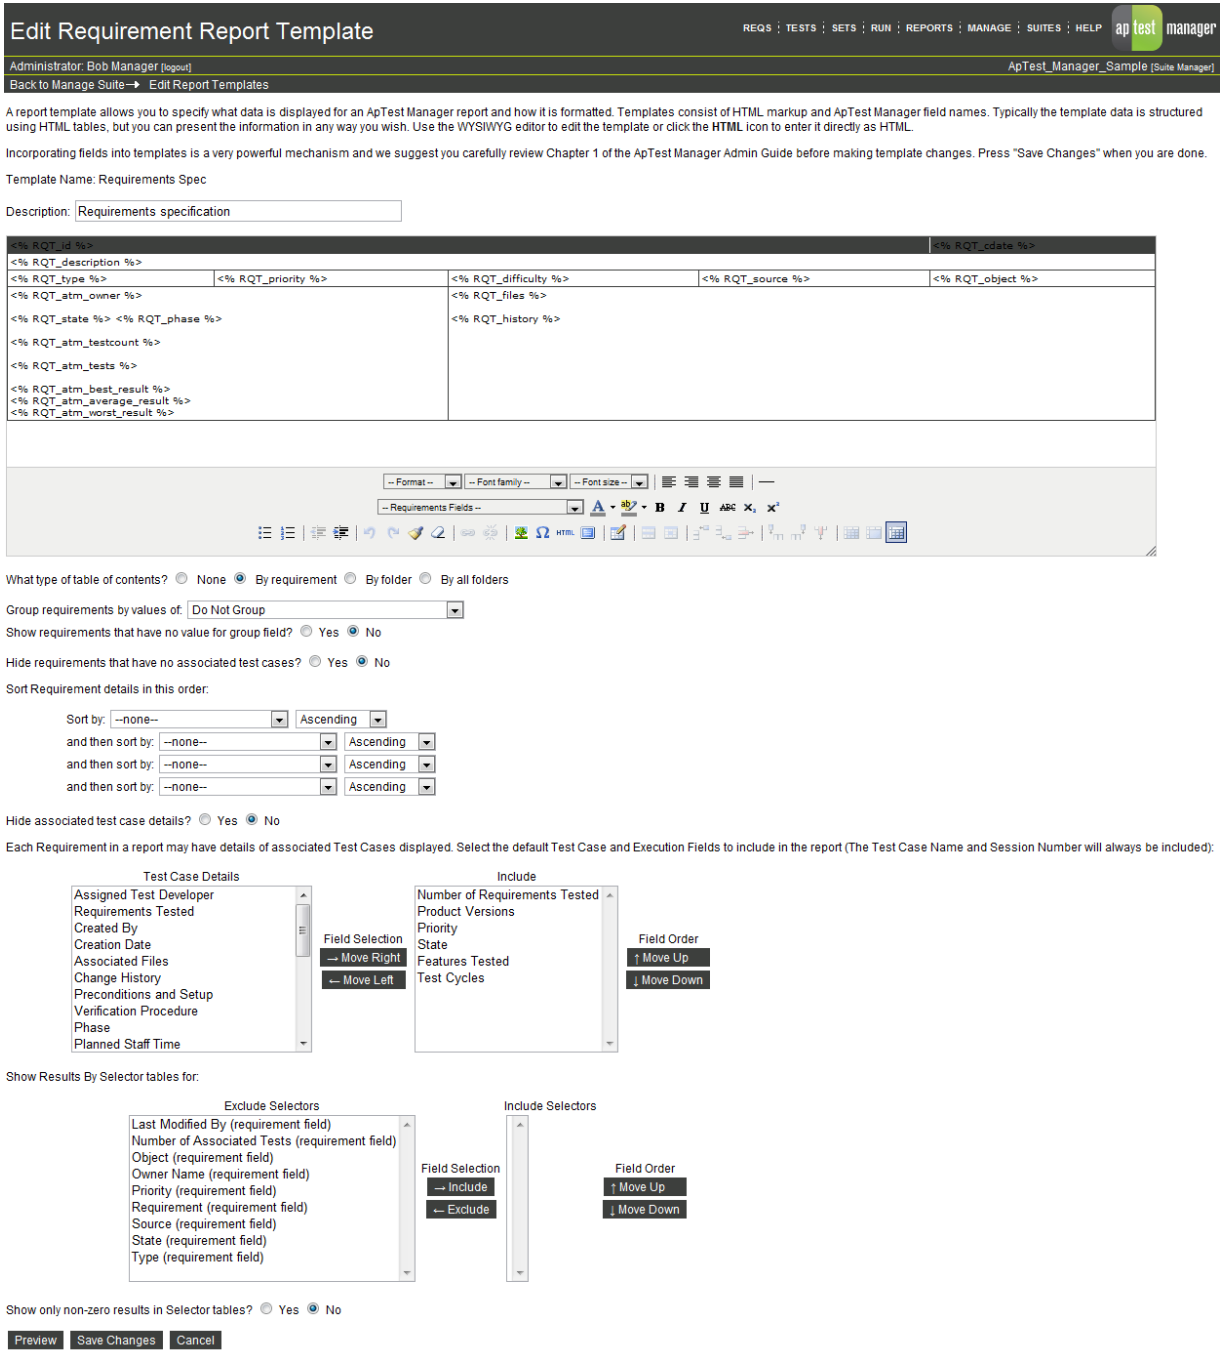 Edit Requirement Report Template
REQS TESTS SETS RUN REPORTS MANAGE SUITES HELP
ap test manager
Administrator: Bob Manager [logout]
ApTest_Manager_Sample [Suite Manager]
Back to Manage Suite→ Edit Report Templates
A report template allows you to specify what data is displayed for an ApTest Manager report and how it is formatted. Templates consist of HTML markup and ApTest Manager field names. Typically the template data is structured
using HTML tables, but you can present the information in any way you wish. Use the WYSIWYG editor to edit the template or click the HTML icon to enter it directly as HTML.
Incorporating fields into templates is a very powerful mechanism and we suggest you carefully review Chapter 1 of the ApTest Manager Admin Guide before making template changes. Press "Save Changes" when you are done.
Template Name: Requirements Spec
Description: Requirements specification
<% RQT_id %> <% RQT_cdate %>
<% RQT_description %>
<% RQT_type %> <% RQT_priority %> <% RQT_difficulty %> <% RQT_source %> <% RQT_object %>
<% RQT_atm_owner %> <% RQT_files %>
<% RQT_state %> <% RQT_phase %> <% RQT_history %>
<% RQT_atm_testcount %>
<% RQT_atm_tests %>
<% RQT_atm_best_result %>
<% RQT_atm_average_result %>
<% RQT_atm_worst_result %>
-- Format -- -- Font family -- -- Font size --
-- Requirements Fields -- A ab B I U ABC X₂ x²
Ω HTML
What type of table of contents? None By requirement By folder By all folders
Group requirements by values of: Do Not Group
Show requirements that have no value for group field? Yes No
Hide requirements that have no associated test cases? Yes No
Sort Requirement details in this order:
Sort by: --none-- Ascending
and then sort by: --none-- Ascending
and then sort by: --none-- Ascending
and then sort by: --none-- Ascending
Hide associated test case details? Yes No
Each Requirement in a report may have details of associated Test Cases displayed. Select the default Test Case and Execution Fields to include in the report (The Test Case Name and Session Number will always be included):
Test Case Details
Assigned Test Developer
Requirements Tested
Created By
Creation Date
Associated Files
Change History
Preconditions and Setup
Verification Procedure
Phase
Planned Staff Time
Field Selection
→ Move Right
← Move Left
Include
Number of Requirements Tested
Product Versions
Priority
State
Features Tested
Test Cycles
Field Order
↑ Move Up
↓ Move Down
Show Results By Selector tables for:
Exclude Selectors
Last Modified By (requirement field)
Number of Associated Tests (requirement field)
Object (requirement field)
Owner Name (requirement field)
Priority (requirement field)
Requirement (requirement field)
Source (requirement field)
State (requirement field)
Type (requirement field)
Field Selection
→ Include
← Exclude
Include Selectors
Field Order
↑ Move Up
↓ Move Down
Show only non-zero results in Selector tables? Yes No
Preview Save Changes Cancel